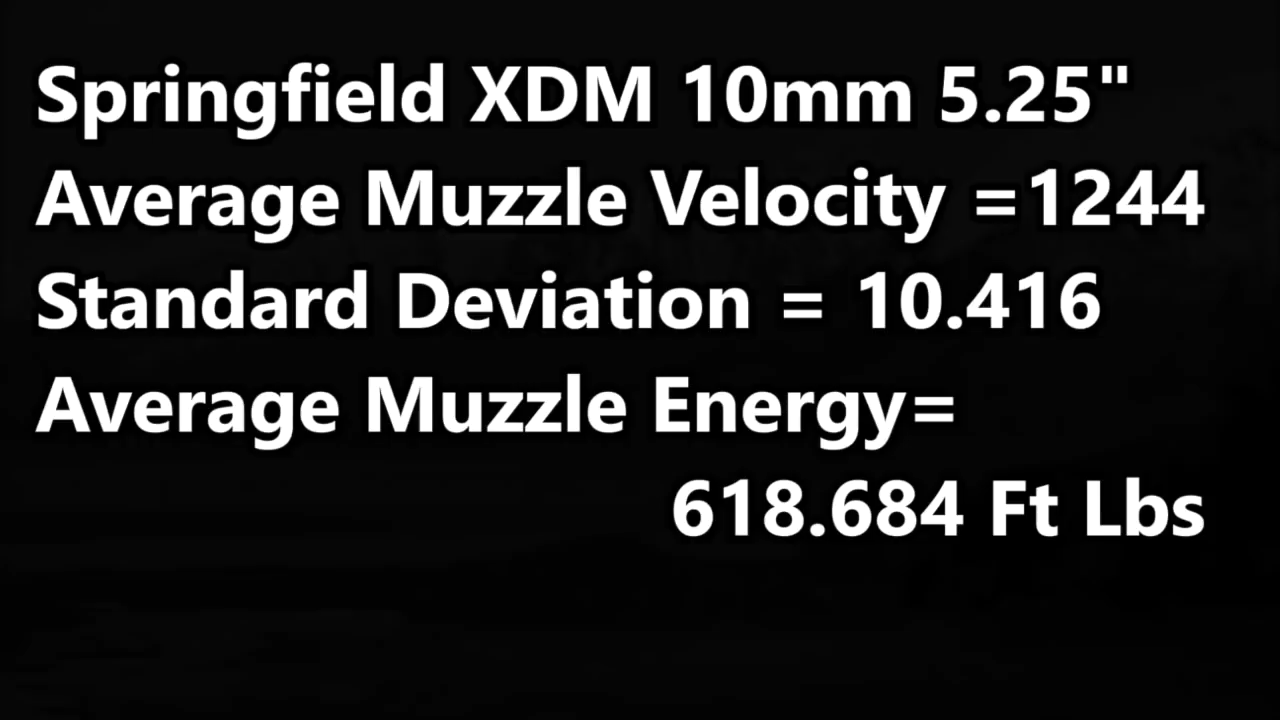 Springfield XDM 10mm 5.25"
Average Muzzle Velocity =1244
Standard Deviation = 10.416
Average Muzzle Energy=
618.684 Ft Lbs